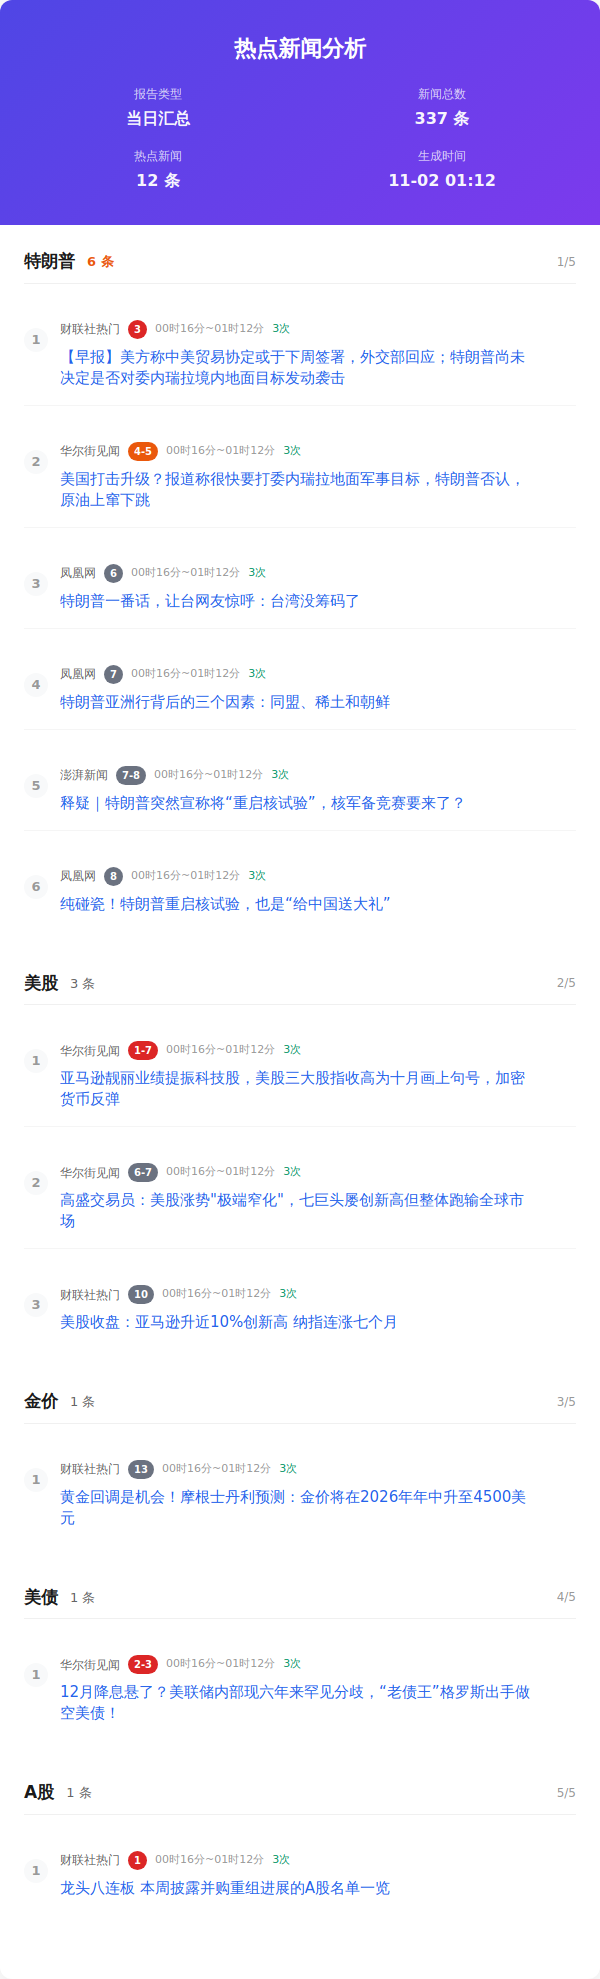 热点新闻分析
报告类型
当日汇总
新闻总数
337 条
热点新闻
12 条
生成时间
11-02 01:12
特朗普 6 条 1/5
1
财联社热门 3 00时16分~01时12分 3次
【早报】美方称中美贸易协定或于下周签署，外交部回应；特朗普尚未
决定是否对委内瑞拉境内地面目标发动袭击
2
华尔街见闻 4-5 00时16分~01时12分 3次
美国打击升级？报道称很快要打委内瑞拉地面军事目标，特朗普否认，
原油上窜下跳
3
凤凰网 6 00时16分~01时12分 3次
特朗普一番话，让台网友惊呼：台湾没筹码了
4
凤凰网 7 00时16分~01时12分 3次
特朗普亚洲行背后的三个因素：同盟、稀土和朝鲜
5
澎湃新闻 7-8 00时16分~01时12分 3次
释疑｜特朗普突然宣称将“重启核试验”，核军备竞赛要来了？
6
凤凰网 8 00时16分~01时12分 3次
纯碰瓷！特朗普重启核试验，也是“给中国送大礼”
美股 3 条 2/5
1
华尔街见闻 1-7 00时16分~01时12分 3次
亚马逊靓丽业绩提振科技股，美股三大股指收高为十月画上句号，加密
货币反弹
2
华尔街见闻 6-7 00时16分~01时12分 3次
高盛交易员：美股涨势"极端窄化"，七巨头屡创新高但整体跑输全球市
场
3
财联社热门 10 00时16分~01时12分 3次
美股收盘：亚马逊升近10%创新高 纳指连涨七个月
金价 1 条 3/5
1
财联社热门 13 00时16分~01时12分 3次
黄金回调是机会！摩根士丹利预测：金价将在2026年年中升至4500美
元
美债 1 条 4/5
1
华尔街见闻 2-3 00时16分~01时12分 3次
12月降息悬了？美联储内部现六年来罕见分歧，“老债王”格罗斯出手做
空美债！
A股 1 条 5/5
1
财联社热门 1 00时16分~01时12分 3次
龙头八连板 本周披露并购重组进展的A股名单一览